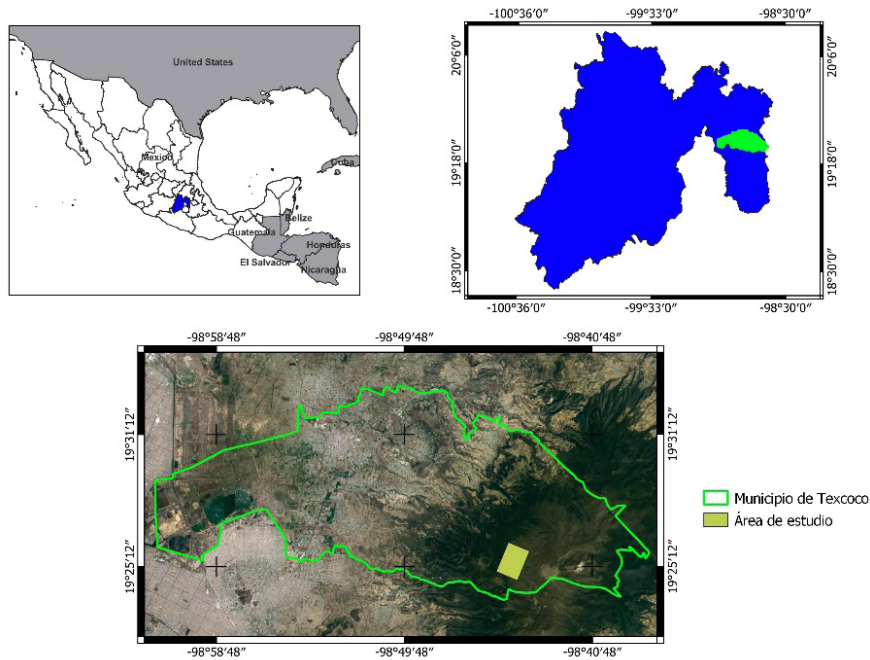 United States
Mexico
Cuba
Belize
Guatemala
Honduras
El Salvador
Nicaragua
-100°36′0″ -99°33′0″ -98°30′0″
20°6′0″ 20°6′0″
19°18′0″ 19°18′0″
18°30′0″ 18°30′0″
-100°36′0″ -99°33′0″ -98°30′0″
-98°58′48″ -98°49′48″ -98°40′48″
19°31′12″ 19°31′12″
19°25′12″ 19°25′12″
-98°58′48″ -98°49′48″ -98°40′48″
Municipio de Texcoco
Área de estudio